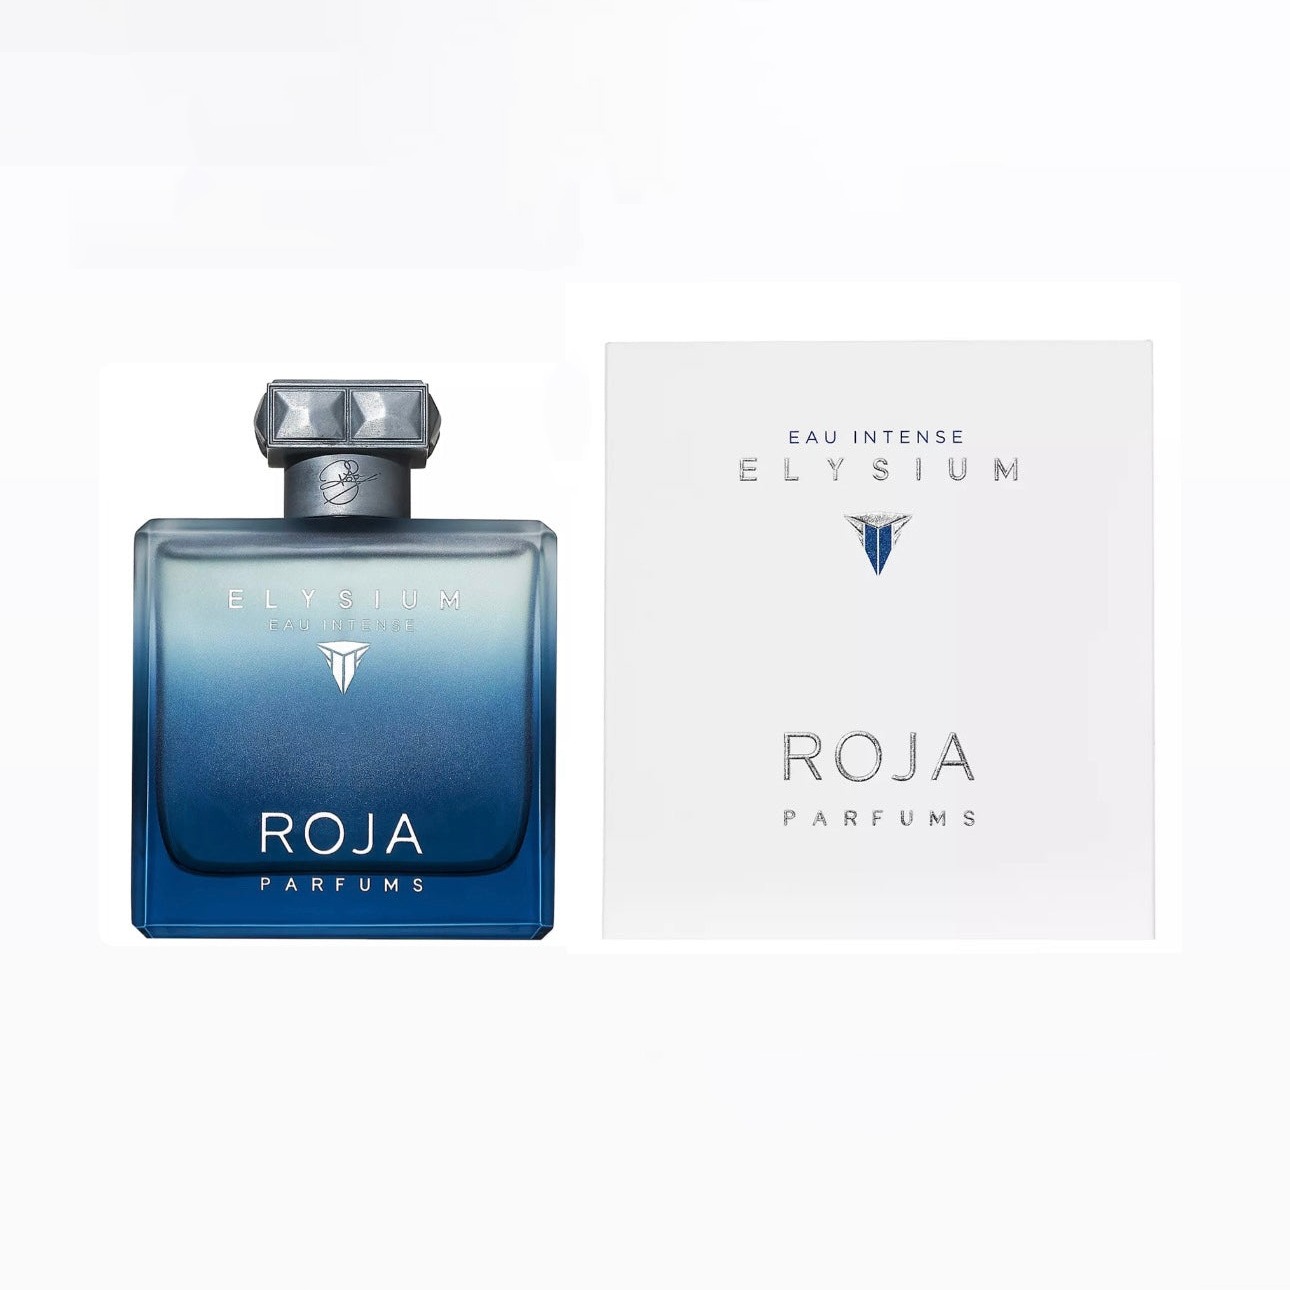 ELYSIUM
EAU INTENSE
ROJA
PARFUMS
EAU INTENSE
ELYSIUM
ROJA
PARFUMS